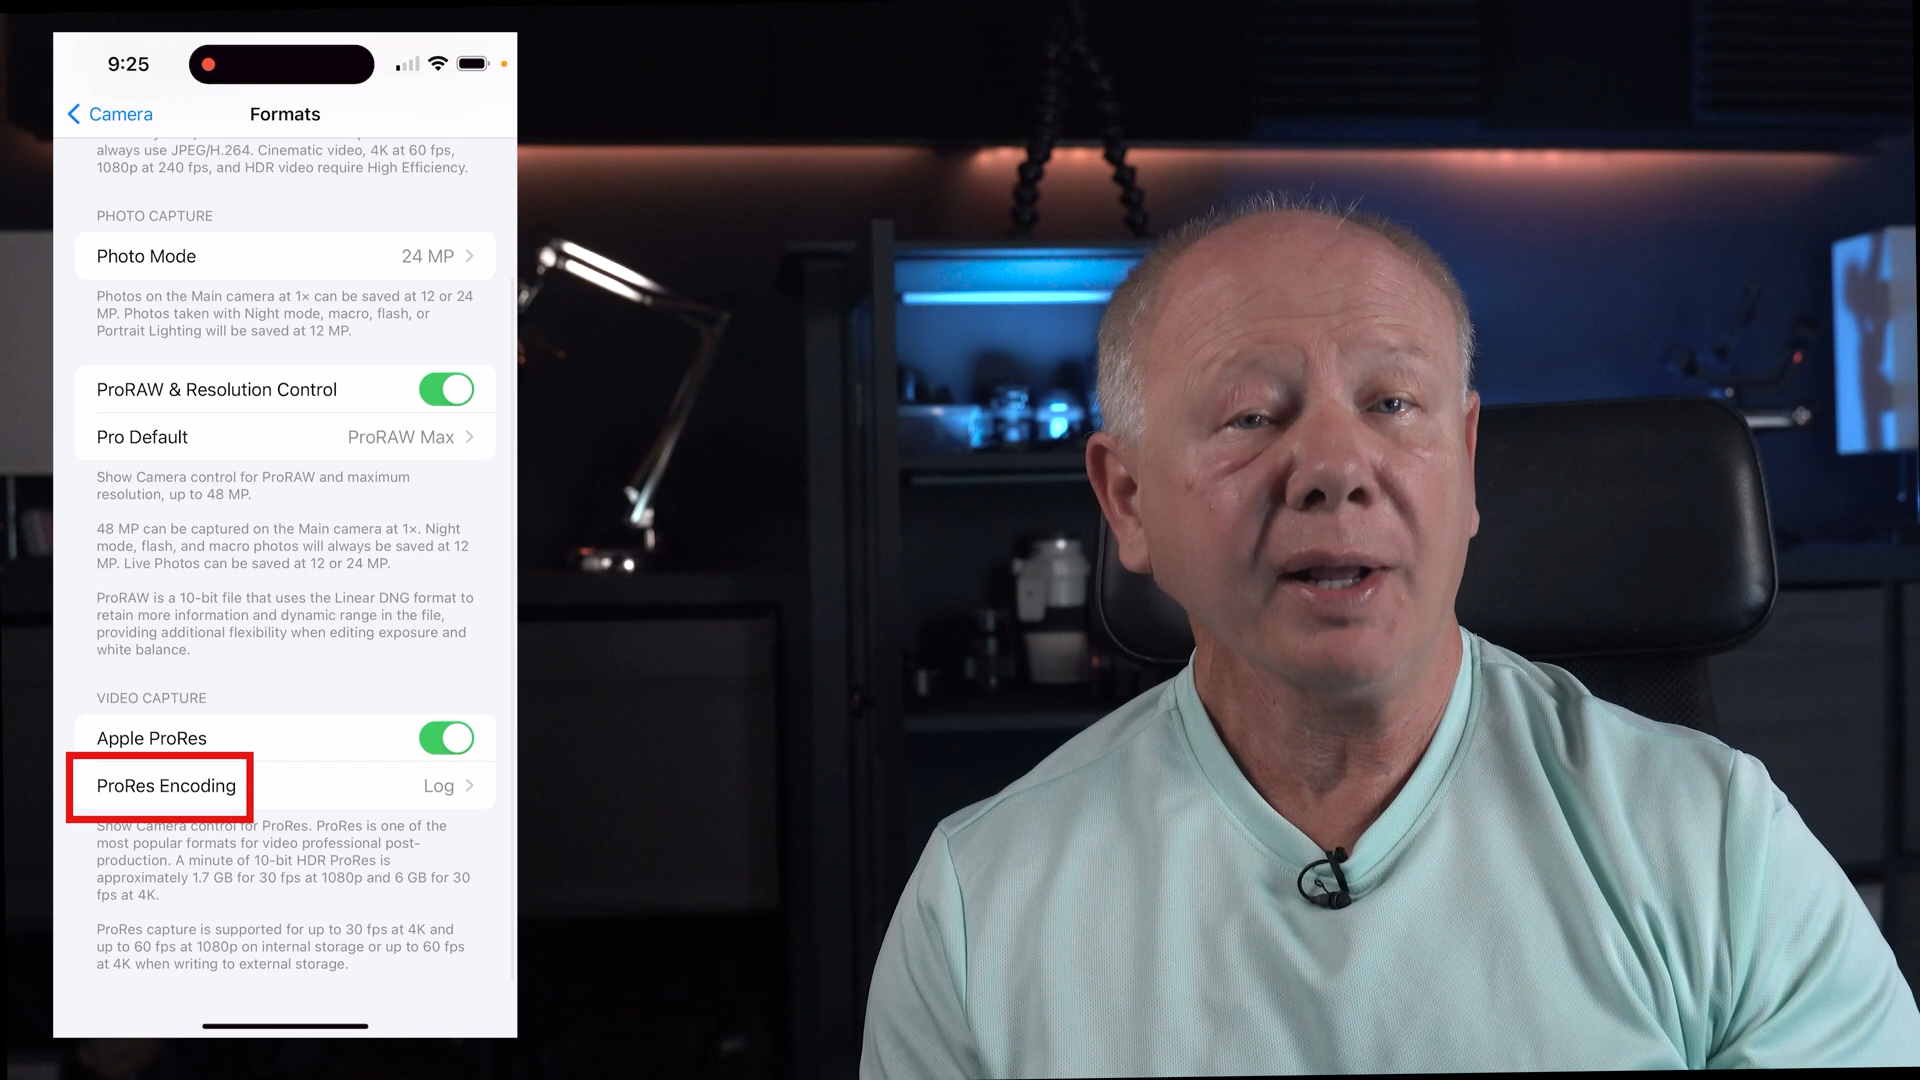 9:25
Camera
Formats
always use JPEG/H.264. Cinematic video, 4K at 60 fps,
1080p at 240 fps, and HDR video require High Efficiency.
PHOTO CAPTURE
Photo Mode 24 MP
Photos on the Main camera at 1× can be saved at 12 or 24
MP. Photos taken with Night mode, macro, flash, or
Portrait Lighting will be saved at 12 MP.
ProRAW & Resolution Control
Pro Default ProRAW Max
Show Camera control for ProRAW and maximum
resolution, up to 48 MP.
48 MP can be captured on the Main camera at 1×. Night
mode, flash, and macro photos will always be saved at 12
MP. Live Photos can be saved at 12 or 24 MP.
ProRAW is a 10-bit file that uses the Linear DNG format to
retain more information and dynamic range in the file,
providing additional flexibility when editing exposure and
white balance.
VIDEO CAPTURE
Apple ProRes
ProRes Encoding Log
Show Camera control for ProRes. ProRes is one of the
most popular formats for video professional post-
production. A minute of 10-bit HDR ProRes is
approximately 1.7 GB for 30 fps at 1080p and 6 GB for 30
fps at 4K.
ProRes capture is supported for up to 30 fps at 4K and
up to 60 fps at 1080p on internal storage or up to 60 fps
at 4K when writing to external storage.